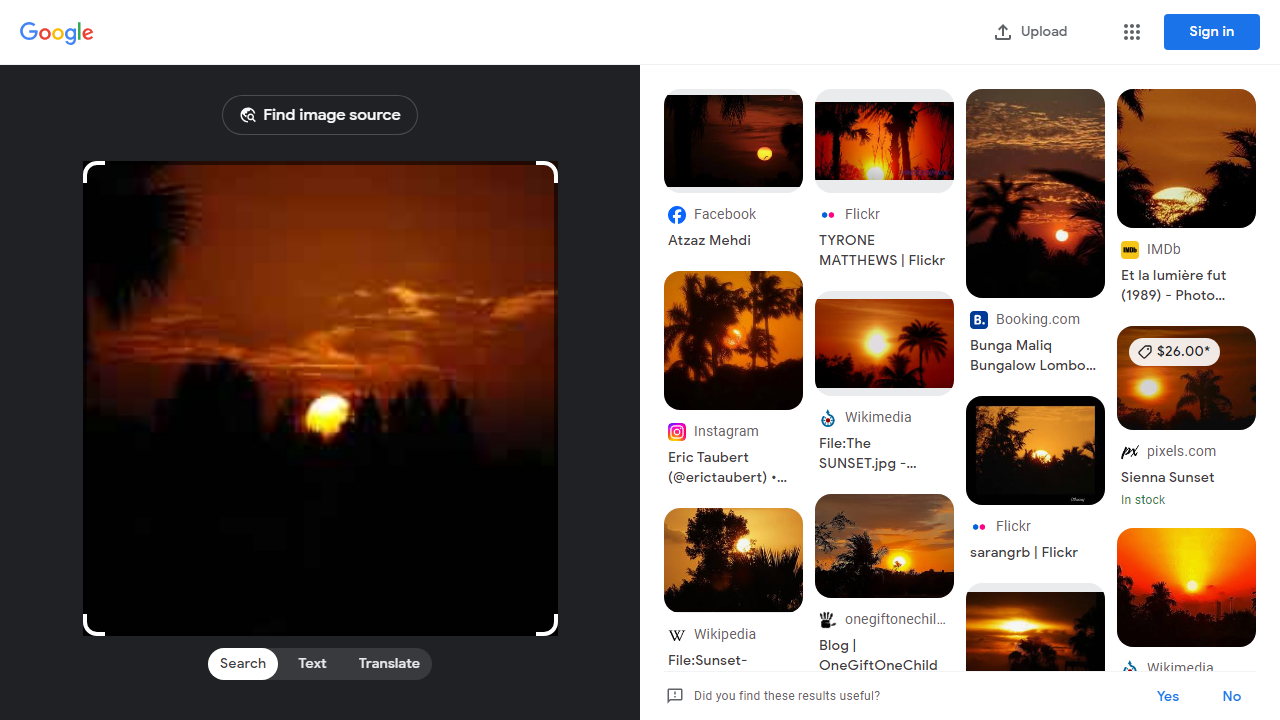 Google
Upload
Sign in
Find image source
Search
Text
Translate
Facebook
Atzaz Mehdi
Instagram
Eric Taubert
(@erictaubert) •...
Wikipedia
File:Sunset-
Flickr
TYRONE
MATTHEWS | Flickr
Wikimedia
File:The
SUNSET.jpg -...
onegiftonechil...
Blog |
OneGiftOneChild
Booking.com
Bunga Maliq
Bungalow Lombo...
Flickr
sarangrb | Flickr
IMDb
Et la lumière fut
(1989) - Photo...
$26.00*
pixels.com
Sienna Sunset
In stock
Wikimedia
Did you find these results useful?
Yes
No